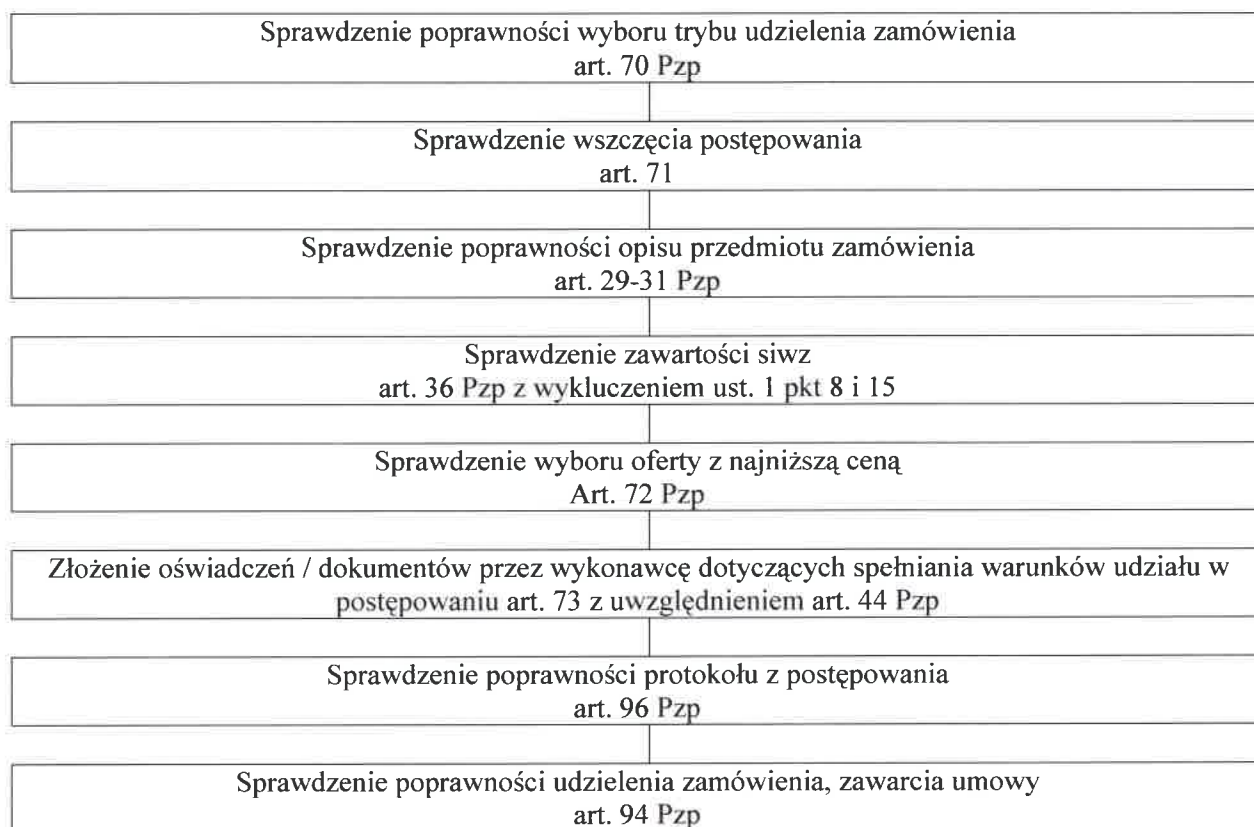 Sprawdzenie poprawności wyboru trybu udzielenia zamówienia
art. 70 Pzp
Sprawdzenie wszczęcia postępowania
art. 71
Sprawdzenie poprawności opisu przedmiotu zamówienia
art. 29-31 Pzp
Sprawdzenie zawartości siwz
art. 36 Pzp z wykluczeniem ust. 1 pkt 8 i 15
Sprawdzenie wyboru oferty z najniższą ceną
Art. 72 Pzp
Złożenie oświadczeń / dokumentów przez wykonawcę dotyczących spełniania warunków udziału w
postępowaniu art. 73 z uwzględnieniem art. 44 Pzp
Sprawdzenie poprawności protokołu z postępowania
art. 96 Pzp
Sprawdzenie poprawności udzielenia zamówienia, zawarcia umowy
art. 94 Pzp